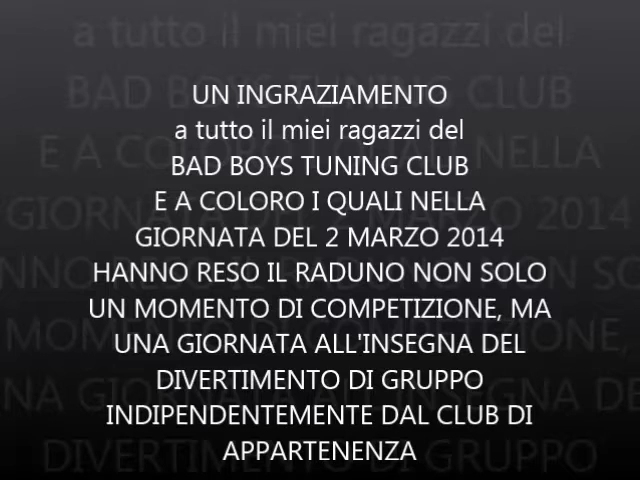 UN INGRAZIAMENTO
a tutto il miei ragazzi del
BAD BOYS TUNING CLUB
E A COLORO I QUALI NELLA
GIORNATA DEL 2 MARZO 2014
HANNO RESO IL RADUNO NON SOLO
UN MOMENTO DI COMPETIZIONE, MA
UNA GIORNATA ALL'INSEGNA DEL
DIVERTIMENTO DI GRUPPO
INDIPENDENTEMENTE DAL CLUB DI
APPARTENENZA